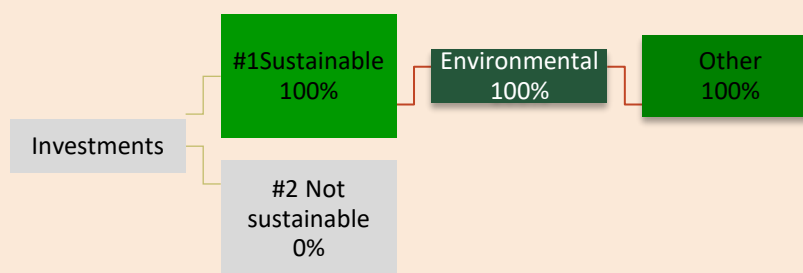 #1Sustainable
100%
Environmental
100%
Other
100%
Investments
#2 Not
sustainable
0%